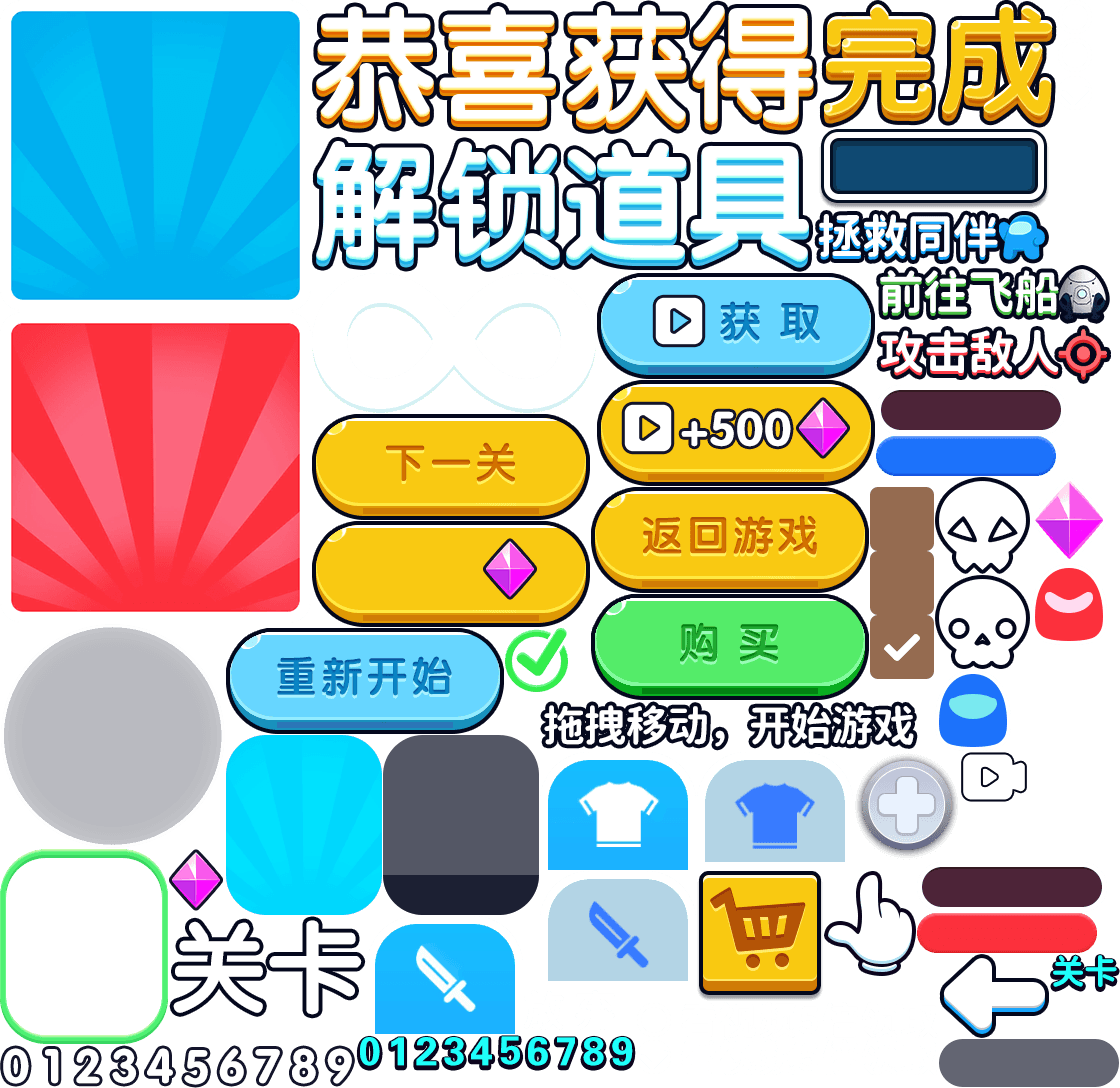 恭喜获得
完成
解锁道具
拯救同伴
前往飞船
攻击敌人
获 取
+500
下一关
返回游戏
购 买
重新开始
拖拽移动，开始游戏
关卡
关卡
0123456789
0123456789